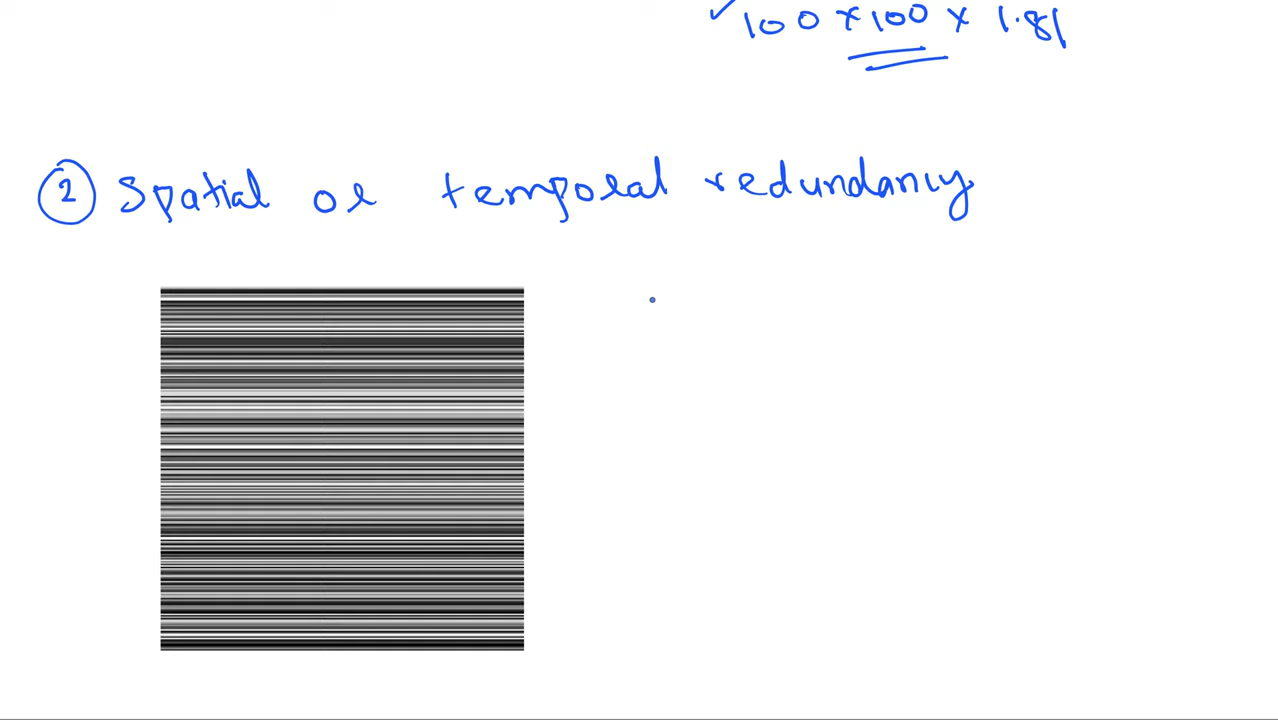 ✓100 × 100 × 1.81
② Spatial or temporal redundancy